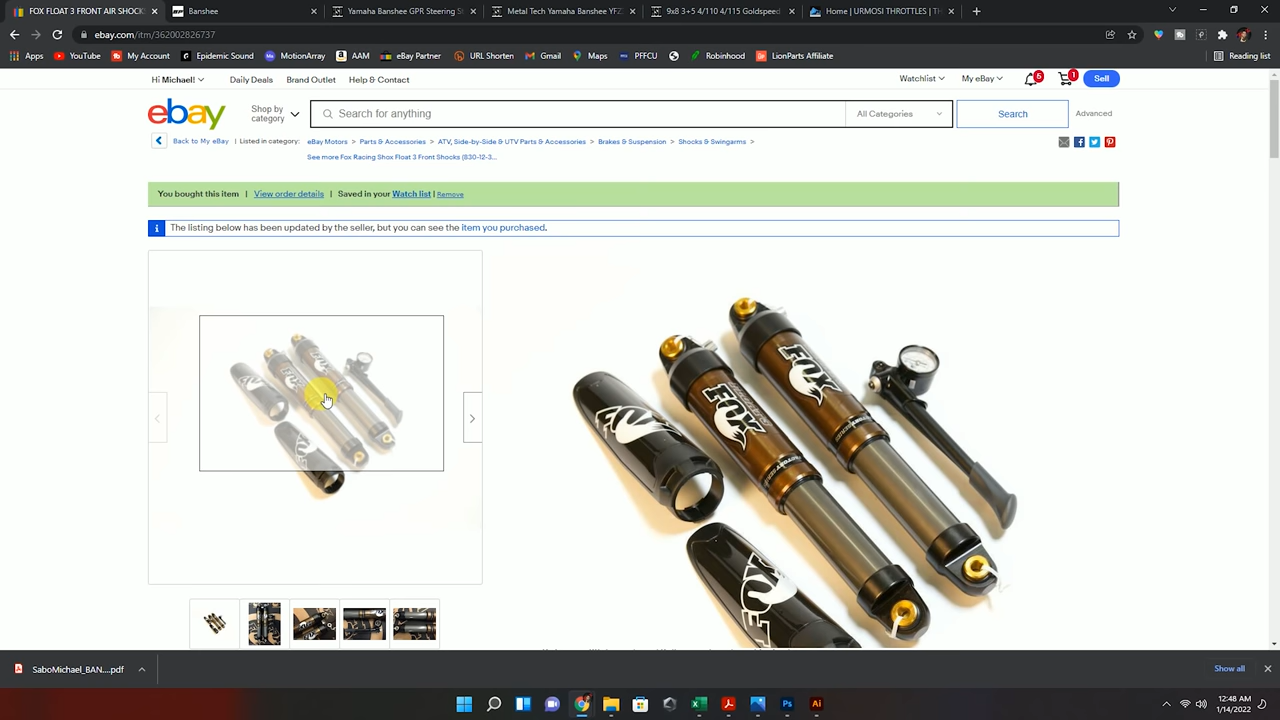 FOX FLOAT 3 FRONT AIR SHOCK
Banshee
Yamaha Banshee GPR Steering S
Metal Tech Yamaha Banshee YFZ
9x8 3+5 4/110 4/115 Goldspeed
Home | URMOSI THROTTLES | TH
ebay.com/itm/362002826737
Apps
YouTube
My Account
Epidemic Sound
MotionArray
AAM
eBay Partner
URL Shorten
Gmail
Maps
PFFCU
Robinhood
LionParts Affiliate
Reading list
Hi Michael!
Daily Deals
Brand Outlet
Help & Contact
Watchlist
My eBay
6
1
Sell
ebay
Shop by
category
Search for anything
All Categories
Search
Advanced
Back to My eBay | Listed in category:
eBay Motors > Parts & Accessories > ATV, Side-by-Side & UTV Parts & Accessories > Brakes & Suspension > Shocks & Swingarms >
See more Fox Racing Shox Float 3 Front Shocks (830-12-3...
You bought this item | View order details | Saved in your Watch list | Remove
The listing below has been updated by the seller, but you can see the item you purchased.
FOX
FOX
SaboMichael_BAN....pdf
Show all
12:48 AM
1/14/2022